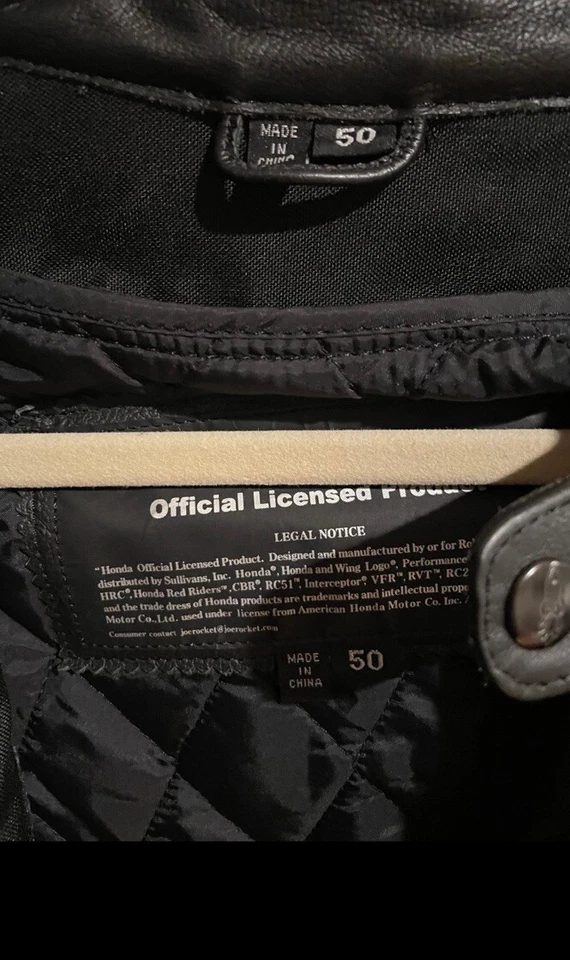 MADE
IN
CHINO
50
Official Licensed Product
LEGAL NOTICE
"Honda Official Licensed Product. Designed and manufactured by or for
distributed by Sullivans, Inc. Honda®, Honda and Wing Logo®, Performance
HRC®, Honda Red Riders™, CBR®, RC51™, Interceptor®, VFR™, RVT™,
and the trade dress of Honda products are trademarks and intellectual
Motor Co.Ltd. used under license from American Honda Motor Co. Inc.
Consumer contact joerocket@joerocket.com
MADE
IN
CHINA
50